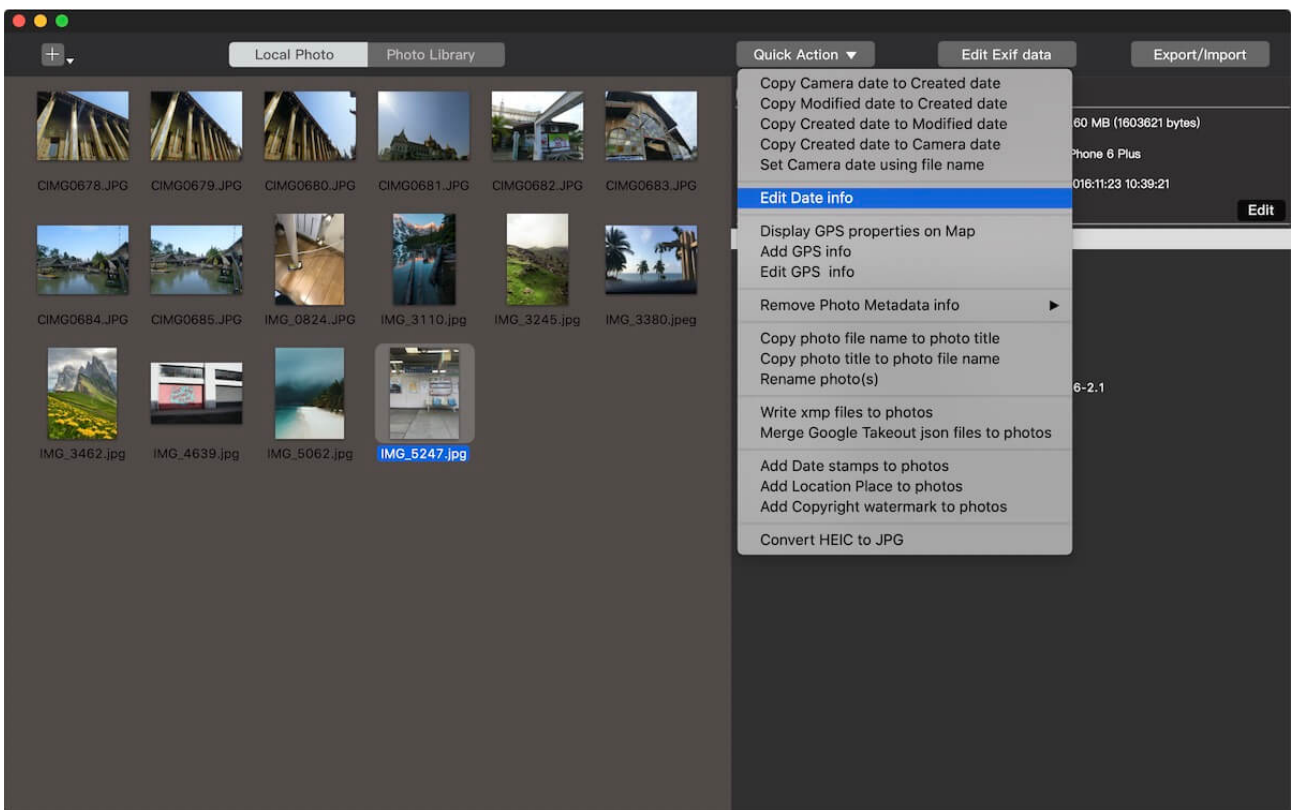 Local Photo
Photo Library
Quick Action ▼
Edit Exif data
Export/Import
CIMG0678.JPG
CIMG0679.JPG
CIMG0680.JPG
CIMG0681.JPG
CIMG0682.JPG
CIMG0683.JPG
CIMG0684.JPG
CIMG0685.JPG
IMG_0824.JPG
IMG_3110.jpg
IMG_3245.jpg
IMG_3380.jpeg
IMG_3462.jpg
IMG_4639.jpg
IMG_5062.jpg
IMG_5247.jpg
Copy Camera date to Created date
Copy Modified date to Created date
Copy Created date to Modified date
Copy Created date to Camera date
Set Camera date using file name
Edit Date info
Display GPS properties on Map
Add GPS info
Edit GPS  info
Remove Photo Metadata info
Copy photo file name to photo title
Copy photo title to photo file name
Rename photo(s)
Write xmp files to photos
Merge Google Takeout json files to photos
Add Date stamps to photos
Add Location Place to photos
Add Copyright watermark to photos
Convert HEIC to JPG
60 MB (1603621 bytes)
Phone 6 Plus
016:11:23 10:39:21
Edit
6-2.1